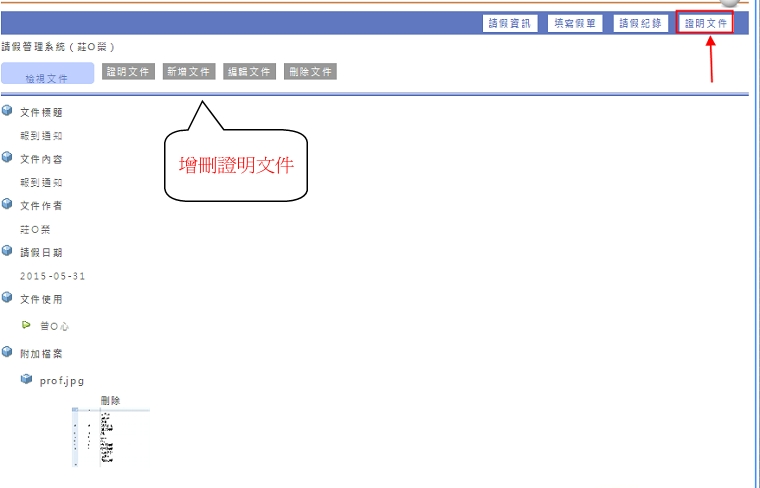 請假資訊 填寫假單 請假紀錄 證明文件
請假管理系統 ( 莊O榮 )
檢視文件 證明文件 新增文件 編輯文件 刪除文件
增刪證明文件
文件標題
報到通知
文件內容
報到通知
文件作者
莊O榮
請假日期
2015-05-31
文件使用
曾O心
附加檔案
prof.jpg
刪除